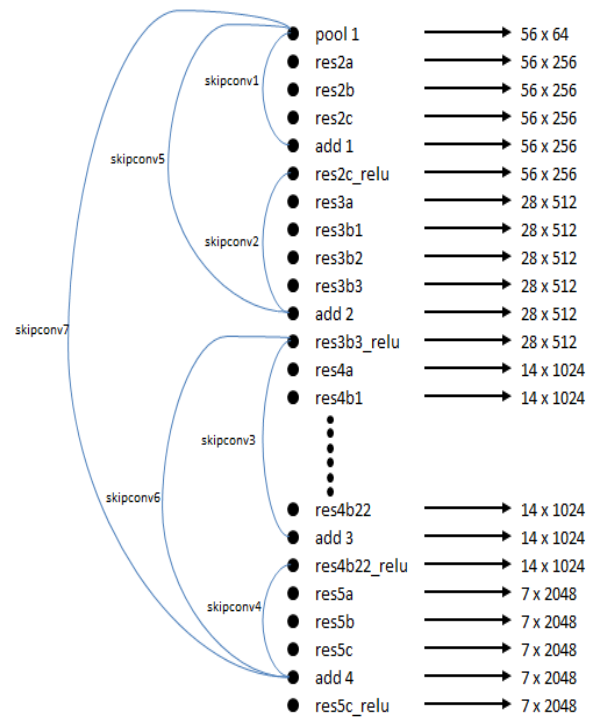 pool 1 56 x 64
res2a 56 x 256
skipconv1
res2b 56 x 256
res2c 56 x 256
add 1 56 x 256
skipconv5
res2c_relu 56 x 256
res3a 28 x 512
res3b1 28 x 512
skipconv2
res3b2 28 x 512
res3b3 28 x 512
add 2 28 x 512
skipconv7
res3b3_relu 28 x 512
res4a 14 x 1024
res4b1 14 x 1024
skipconv3
skipconv6
res4b22 14 x 1024
add 3 14 x 1024
res4b22_relu 14 x 1024
res5a 7 x 2048
skipconv4
res5b 7 x 2048
res5c 7 x 2048
add 4 7 x 2048
res5c_relu 7 x 2048